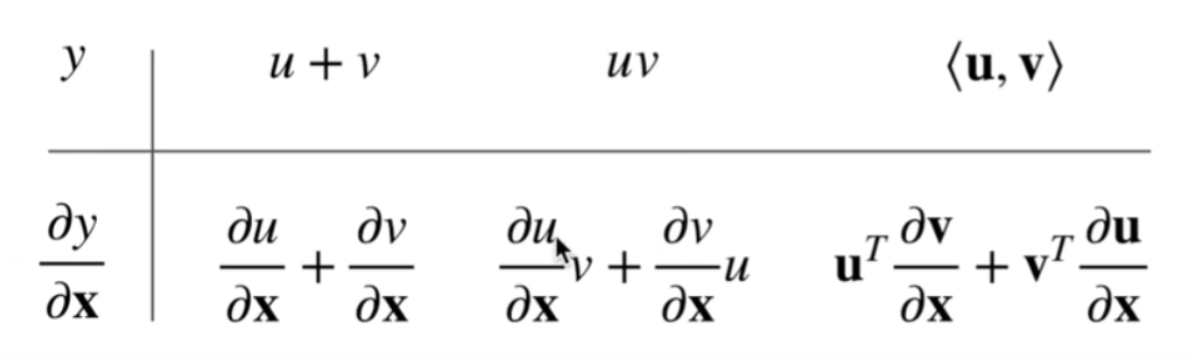 y u + v uv ⟨𝐮, 𝐯⟩
∂y/∂𝐱 ∂u/∂𝐱 + ∂v/∂𝐱 ∂u/∂𝐱 v + ∂v/∂𝐱 u 𝐮ᵀ ∂𝐯/∂𝐱 + 𝐯ᵀ ∂𝐮/∂𝐱